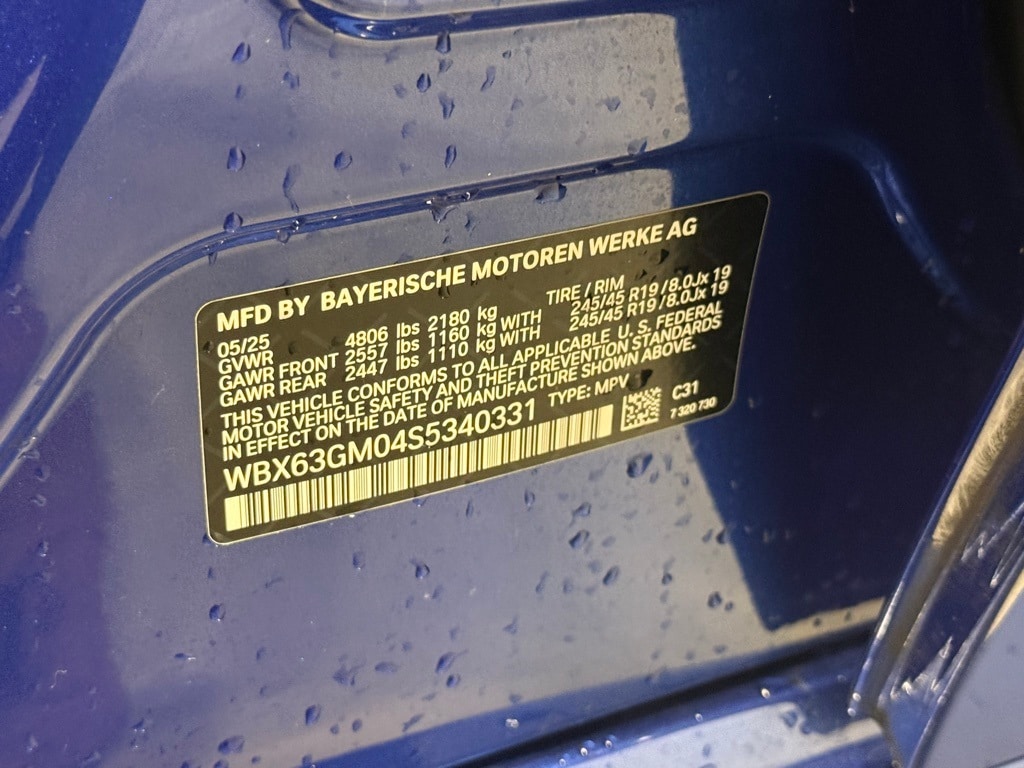 MFD BY BAYERISCHE MOTOREN WERKE AG
05/25 TIRE / RIM
GVWR 4806 lbs 2180 kg
GAWR FRONT 2557 lbs 1160 kg WITH 245/45 R19 / 8.0Jx 19
GAWR REAR 2447 lbs 1110 kg WITH 245/45 R19 / 8.0Jx 19
THIS VEHICLE CONFORMS TO ALL APPLICABLE U. S. FEDERAL
MOTOR VEHICLE SAFETY AND THEFT PREVENTION STANDARDS
IN EFFECT ON THE DATE OF MANUFACTURE SHOWN ABOVE.
WBX63GM04S5340331 TYPE: MPV C31
7 320 730